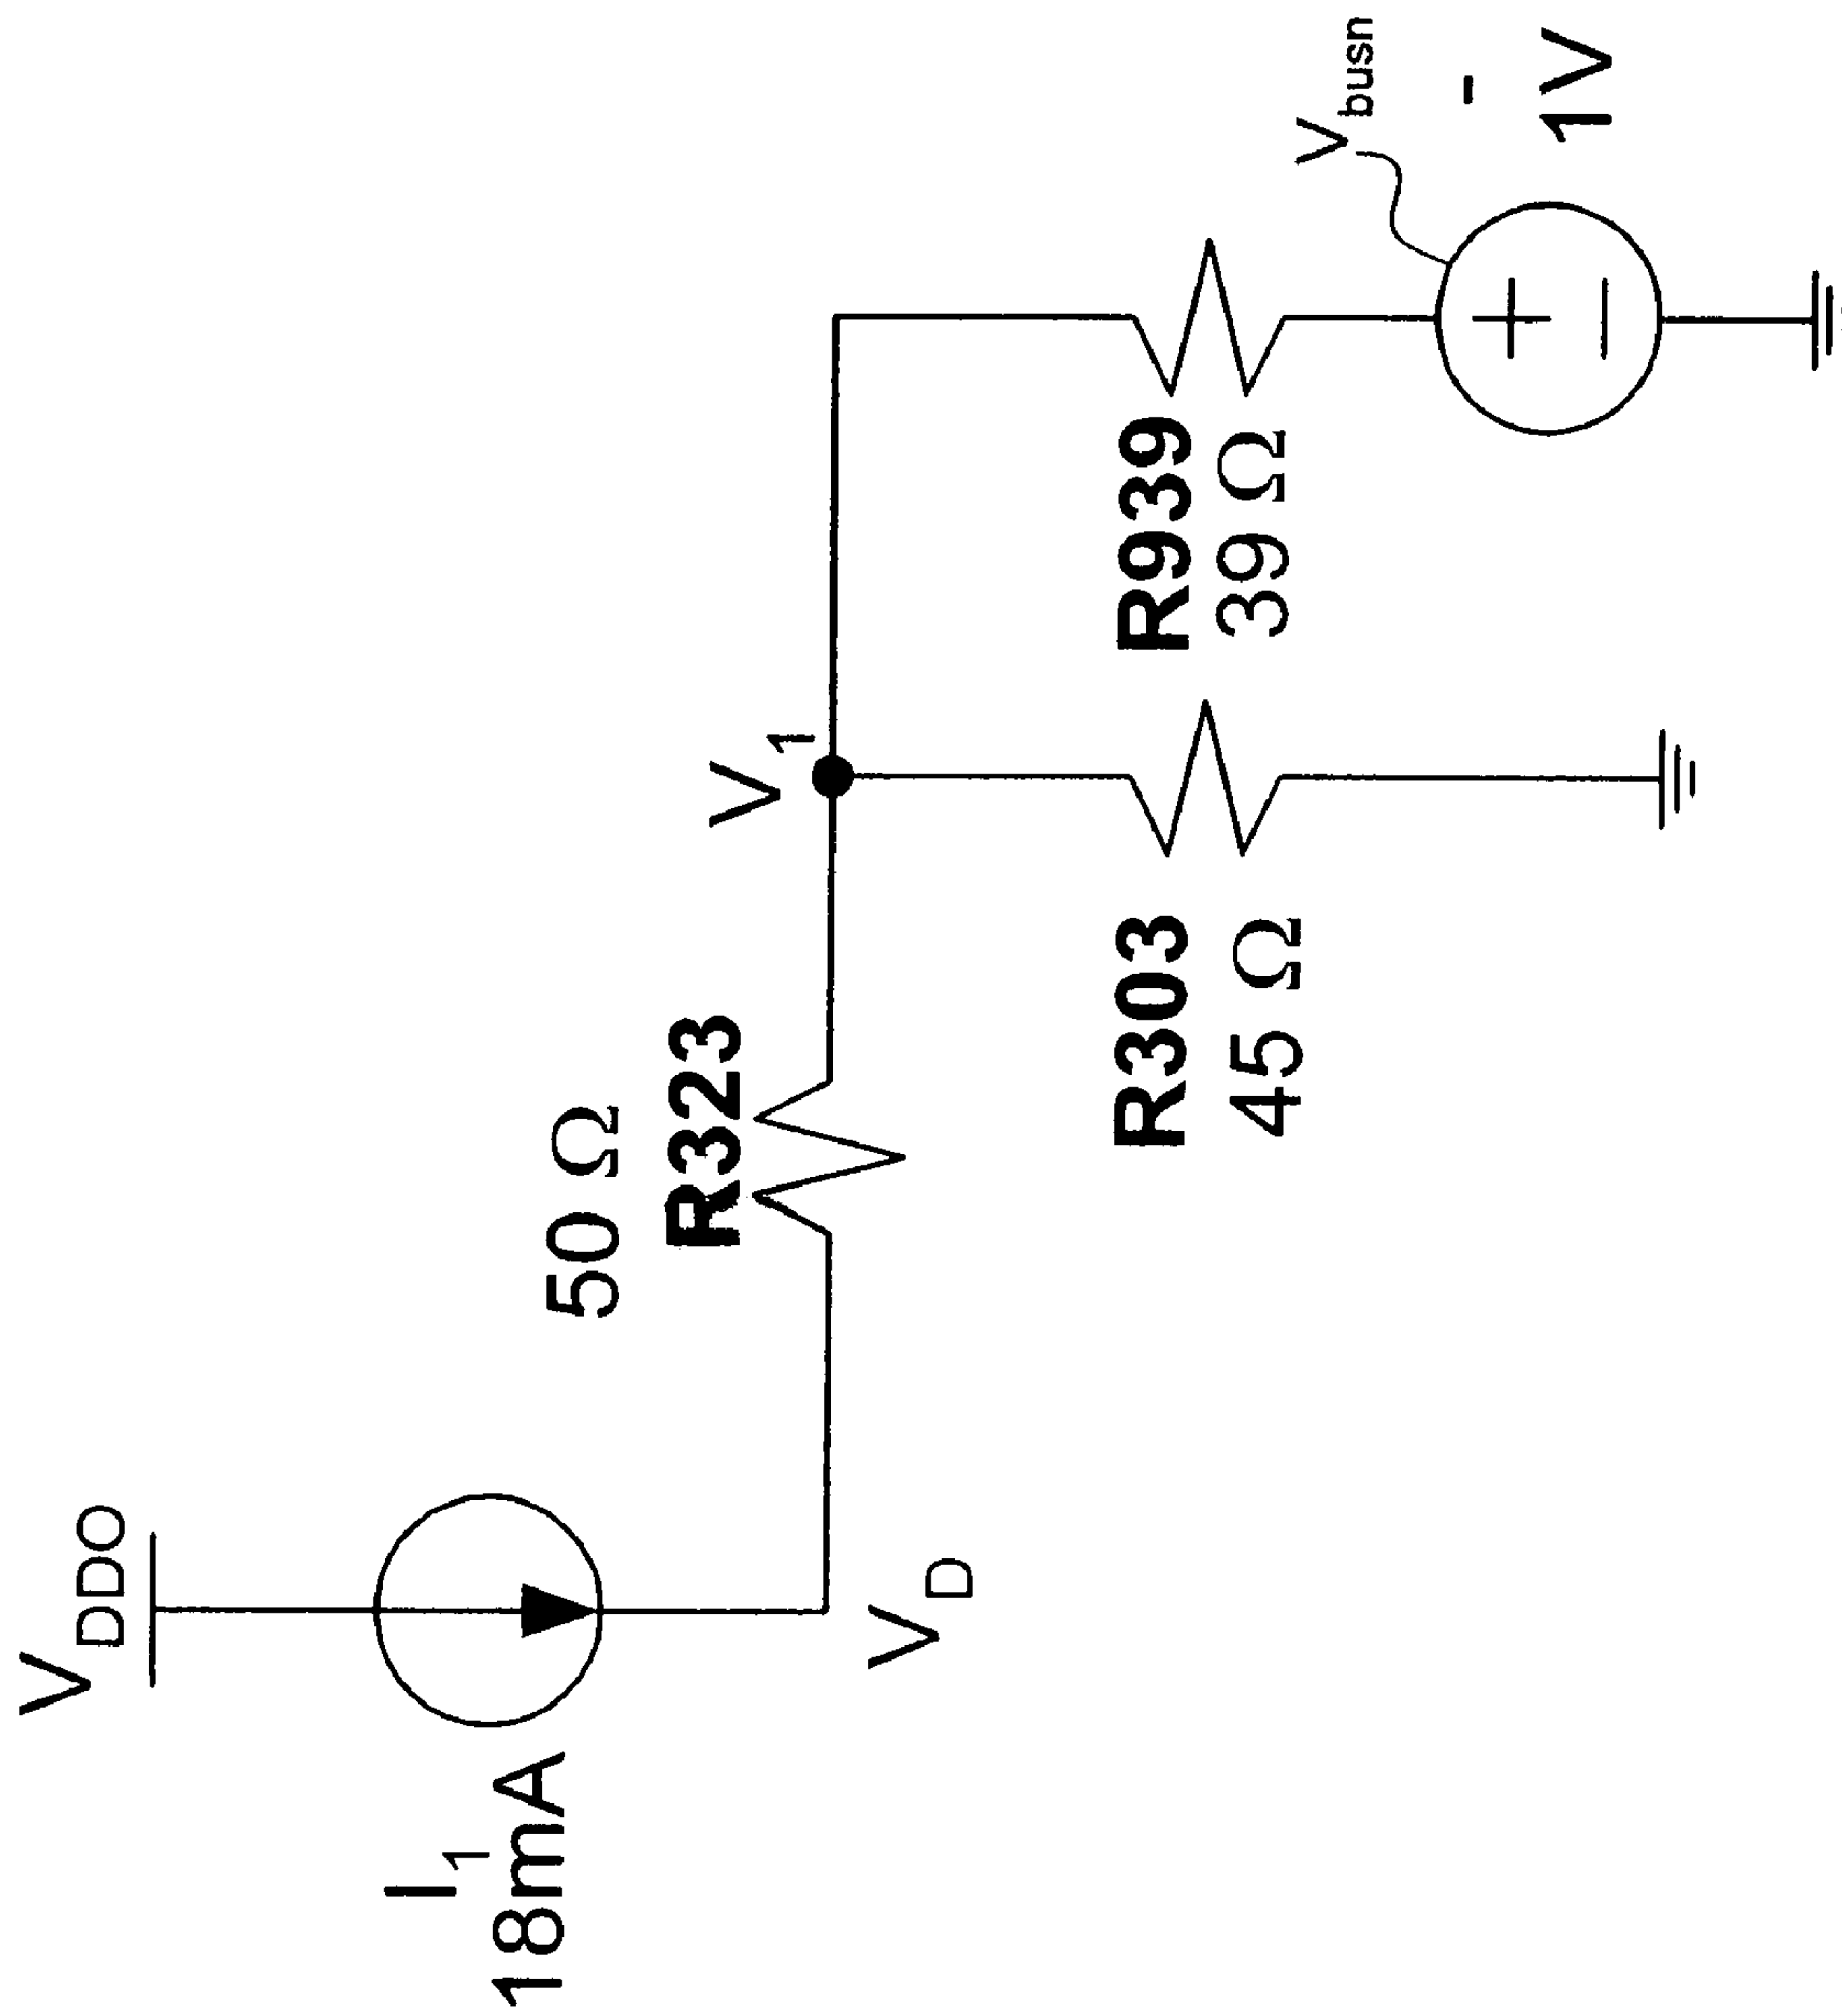 V_DDO
I_1
18mA
V_D
50 Ω
R323
V_1
R303
45 Ω
R939
39 Ω
V_busn
-
1V
+
−